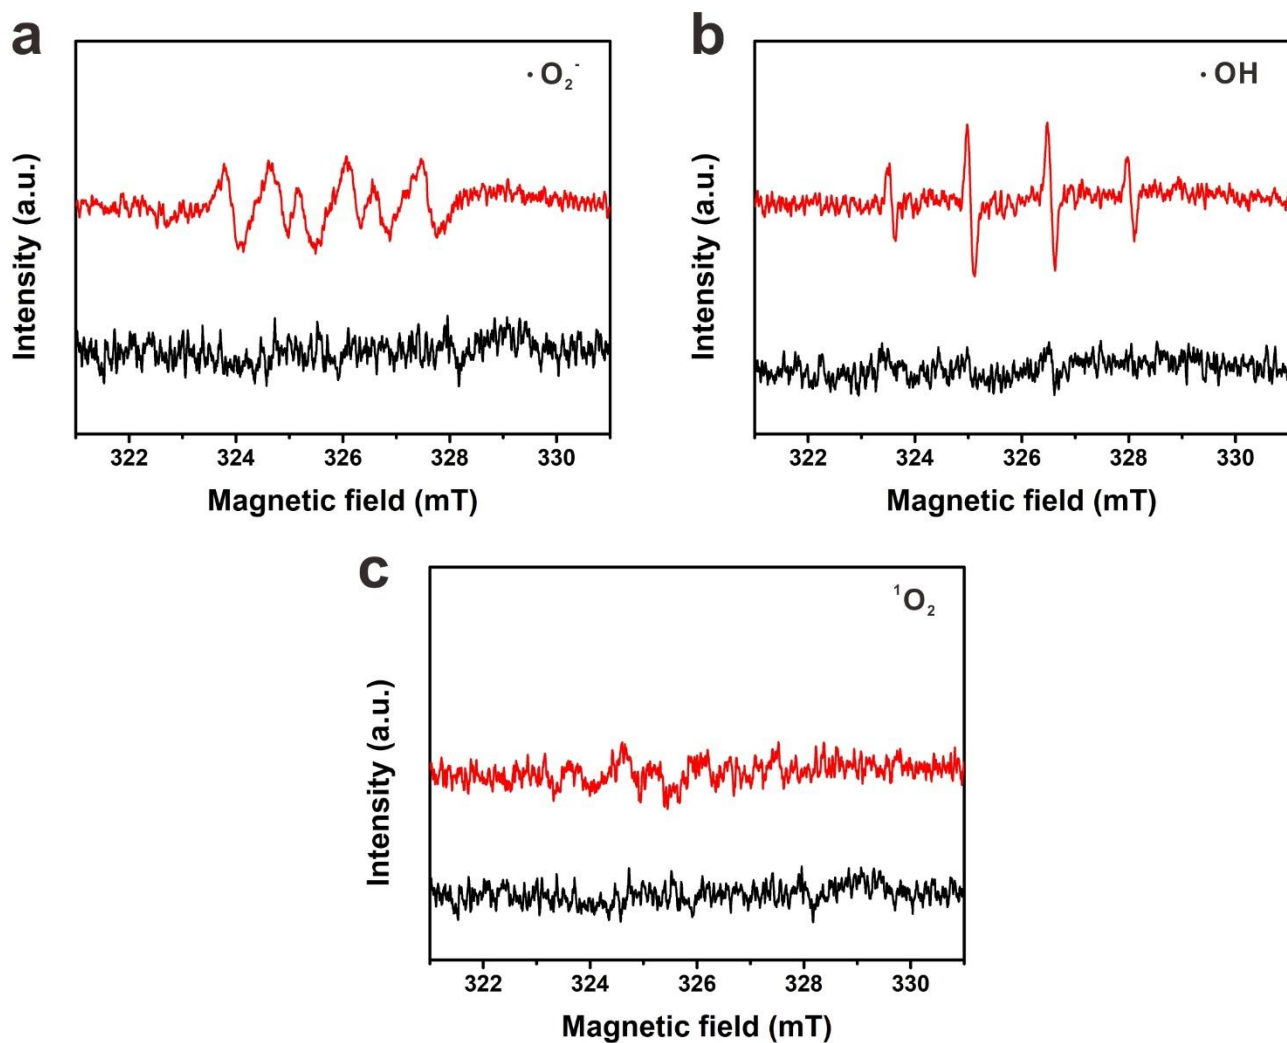 a
· O₂⁻
Intensity (a.u.)
322 324 326 328 330
Magnetic field (mT)
b
· OH
Intensity (a.u.)
322 324 326 328 330
Magnetic field (mT)
c
¹O₂
Intensity (a.u.)
322 324 326 328 330
Magnetic field (mT)